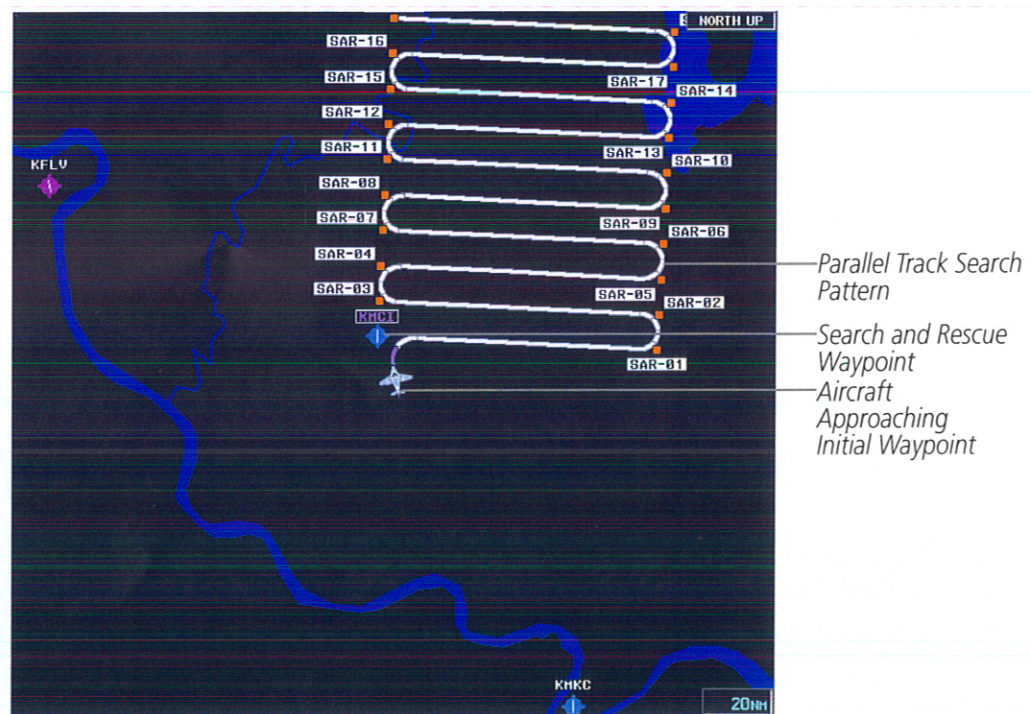 NORTH UP
SAR-16
SAR-17
SAR-15
SAR-14
SAR-12
SAR-13
SAR-11
SAR-10
KFLV
SAR-08
SAR-09
SAR-07
SAR-06
SAR-04
SAR-05
SAR-03
SAR-02
KMCI
SAR-01
Parallel Track Search
Pattern
Search and Rescue
Waypoint
Aircraft
Approaching
Initial Waypoint
KMKC
20NM